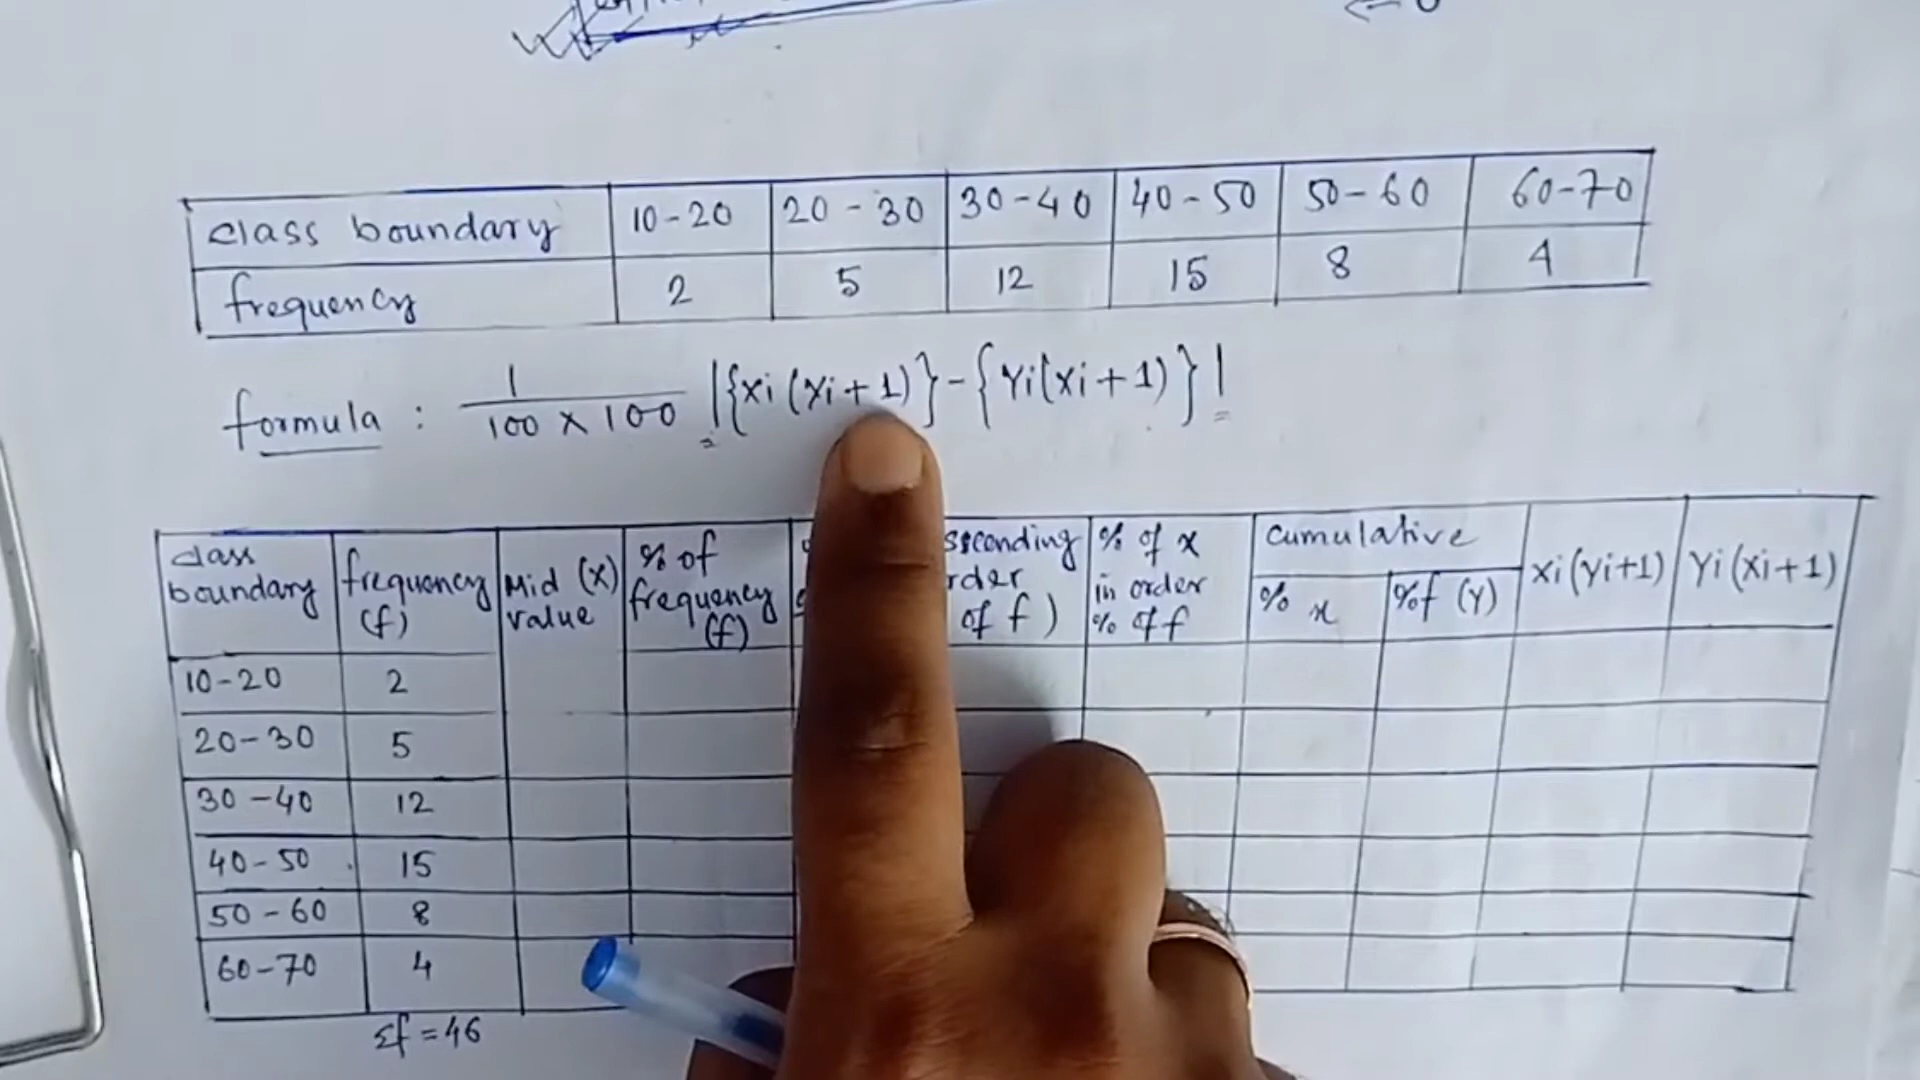 class boundary 10-20 20-30 30-40 40-50 50-60 60-70
frequency 2 5 12 15 8 4
formula : 1/100 x 100 |{xi (yi+1)} - {Yi(xi+1)}|
class boundary frequency (f) Mid (x) value % of frequency (f) of f) % of x in order % of f cumulative % x %f (Y) xi(yi+1) Yi(xi+1)
10-20 2
20-30 5
30-40 12
40-50 15
50-60 8
60-70 4
Σf = 46